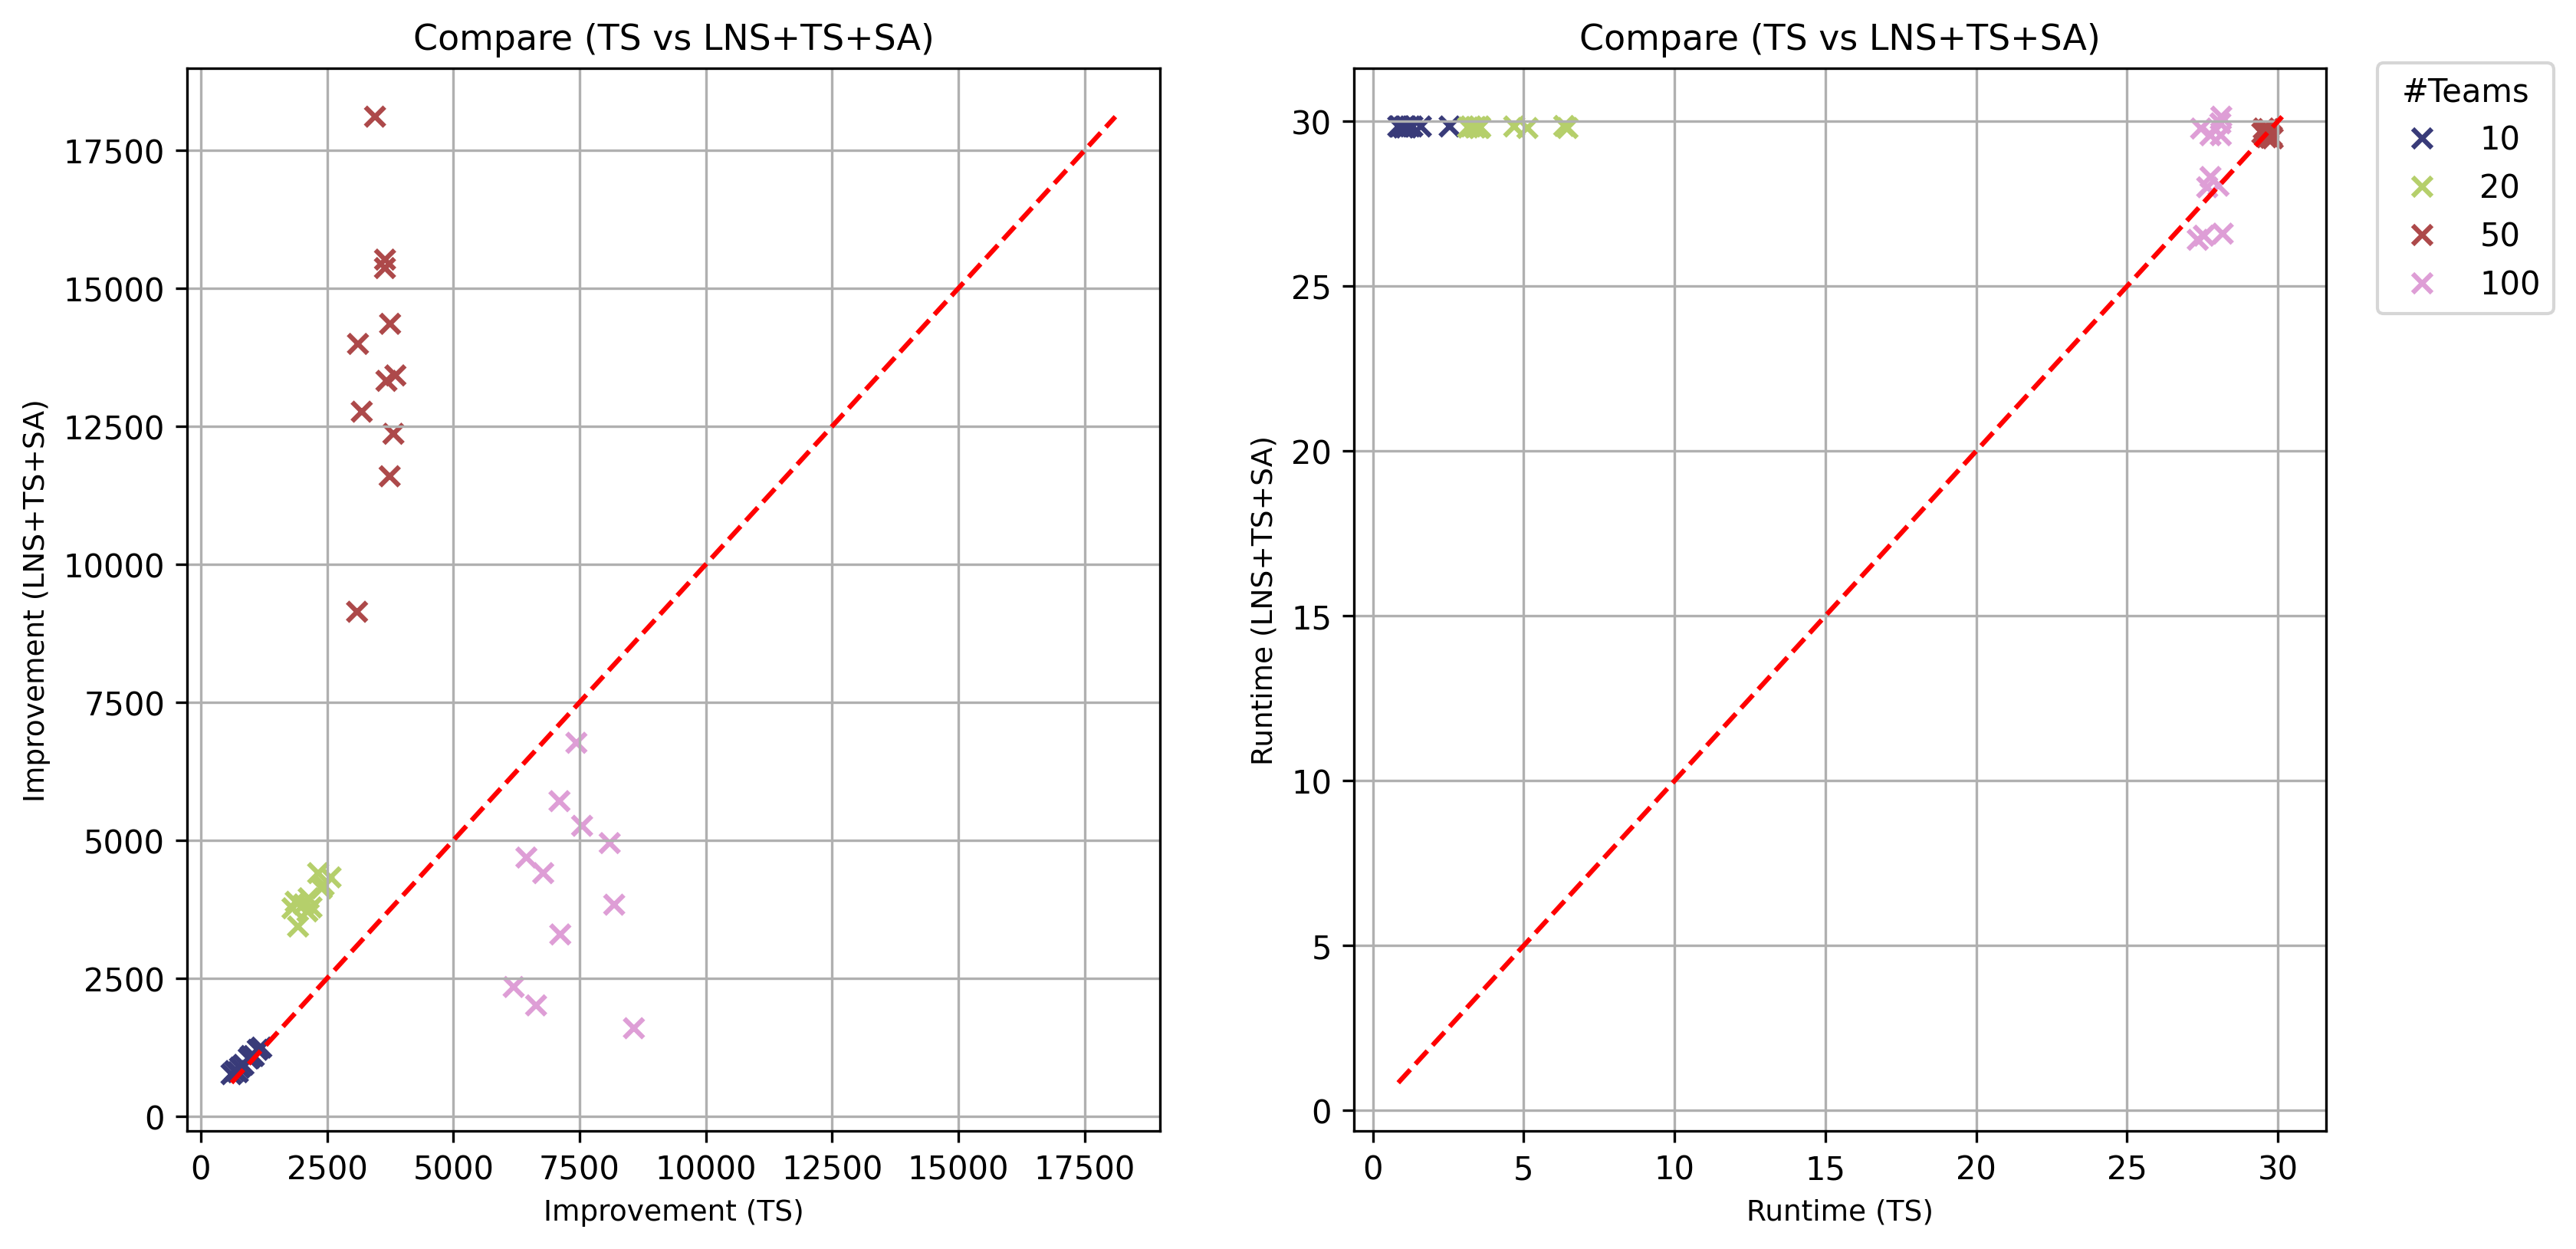 Compare (TS vs LNS+TS+SA)
Improvement (LNS+TS+SA)
17500
15000
12500
10000
7500
5000
2500
0
0 2500 5000 7500 10000 12500 15000 17500
Improvement (TS)
Compare (TS vs LNS+TS+SA)
Runtime (LNS+TS+SA)
30
25
20
15
10
5
0
0 5 10 15 20 25 30
Runtime (TS)
#Teams
10
20
50
100